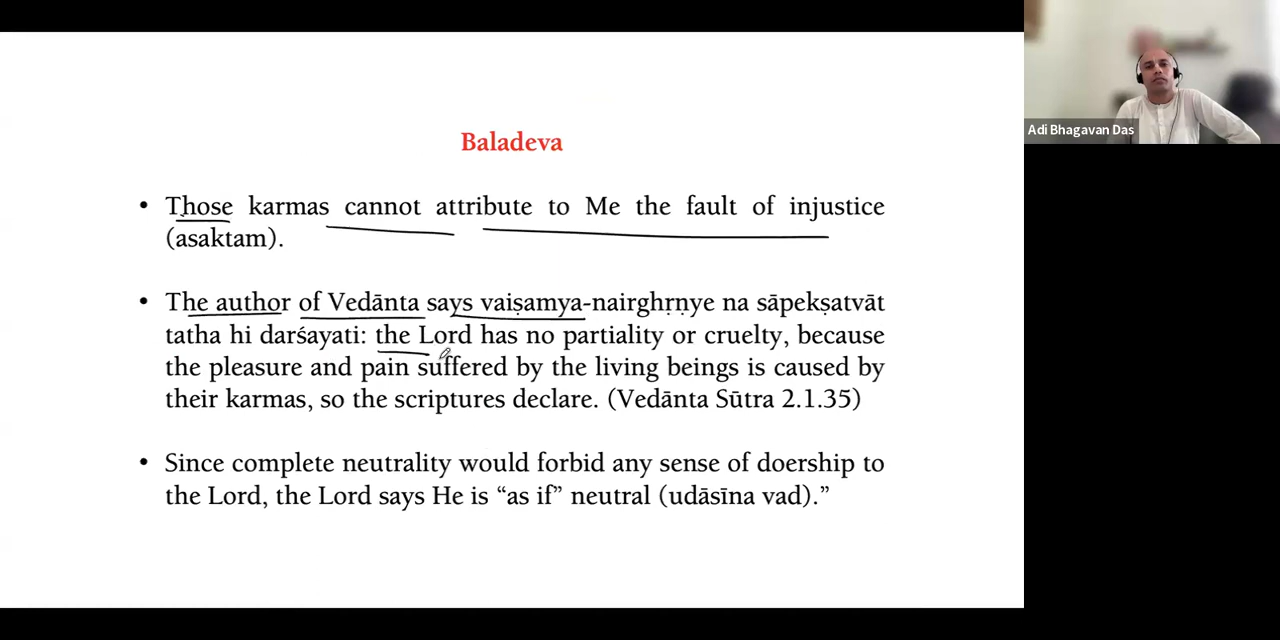 Baladeva
• Those karmas cannot attribute to Me the fault of injustice
(asaktam).
• The author of Vedānta says vaiṣamya-nairghṛṇye na sāpekṣatvāt
tatha hi darśayati: the Lord has no partiality or cruelty, because
the pleasure and pain suffered by the living beings is caused by
their karmas, so the scriptures declare. (Vedānta Sūtra 2.1.35)
• Since complete neutrality would forbid any sense of doership to
the Lord, the Lord says He is “as if” neutral (udāsīna vad).”
Adi Bhagavan Das